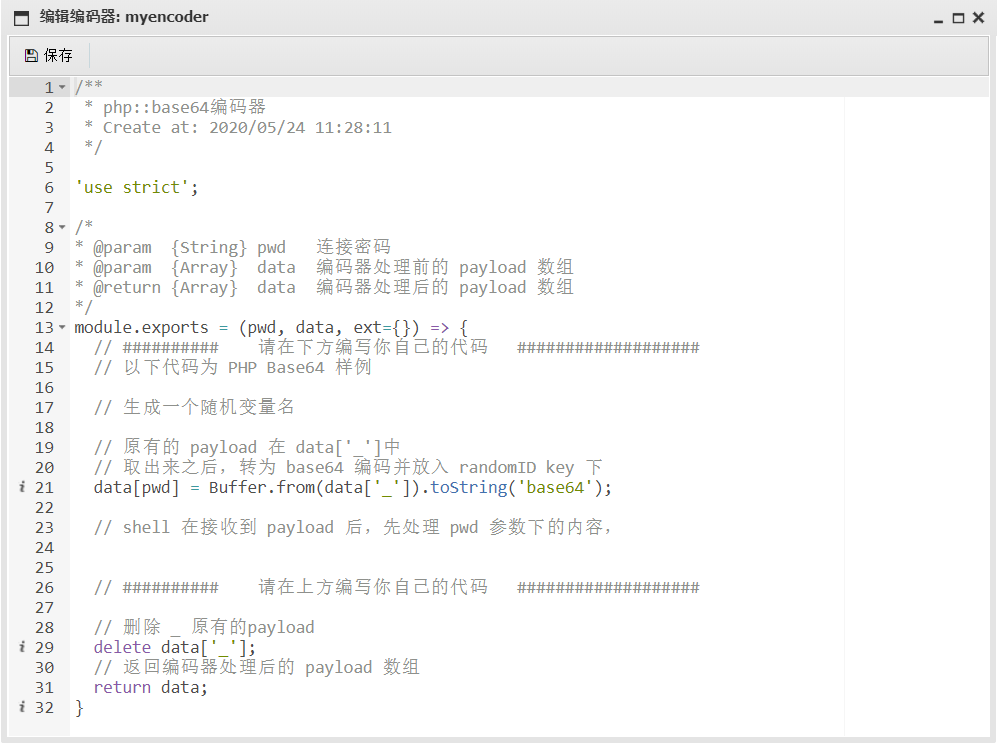 编辑编码器: myencoder
保存
1 /**
2 * php::base64编码器
3 * Create at: 2020/05/24 11:28:11
4 */
5
6 'use strict';
7
8 /*
9 * @param {String} pwd 连接密码
10 * @param {Array} data 编码器处理前的 payload 数组
11 * @return {Array} data 编码器处理后的 payload 数组
12 */
13 module.exports = (pwd, data, ext={}) => {
14 // ########## 请在下方编写你自己的代码 ###################
15 // 以下代码为 PHP Base64 样例
16
17 // 生成一个随机变量名
18
19 // 原有的 payload 在 data['_']中
20 // 取出来之后，转为 base64 编码并放入 randomID key 下
21 data[pwd] = Buffer.from(data['_']).toString('base64');
22
23 // shell 在接收到 payload 后，先处理 pwd 参数下的内容，
24
25
26 // ########## 请在上方编写你自己的代码 ###################
27
28 // 删除 _ 原有的payload
29 delete data['_'];
30 // 返回编码器处理后的 payload 数组
31 return data;
32 }